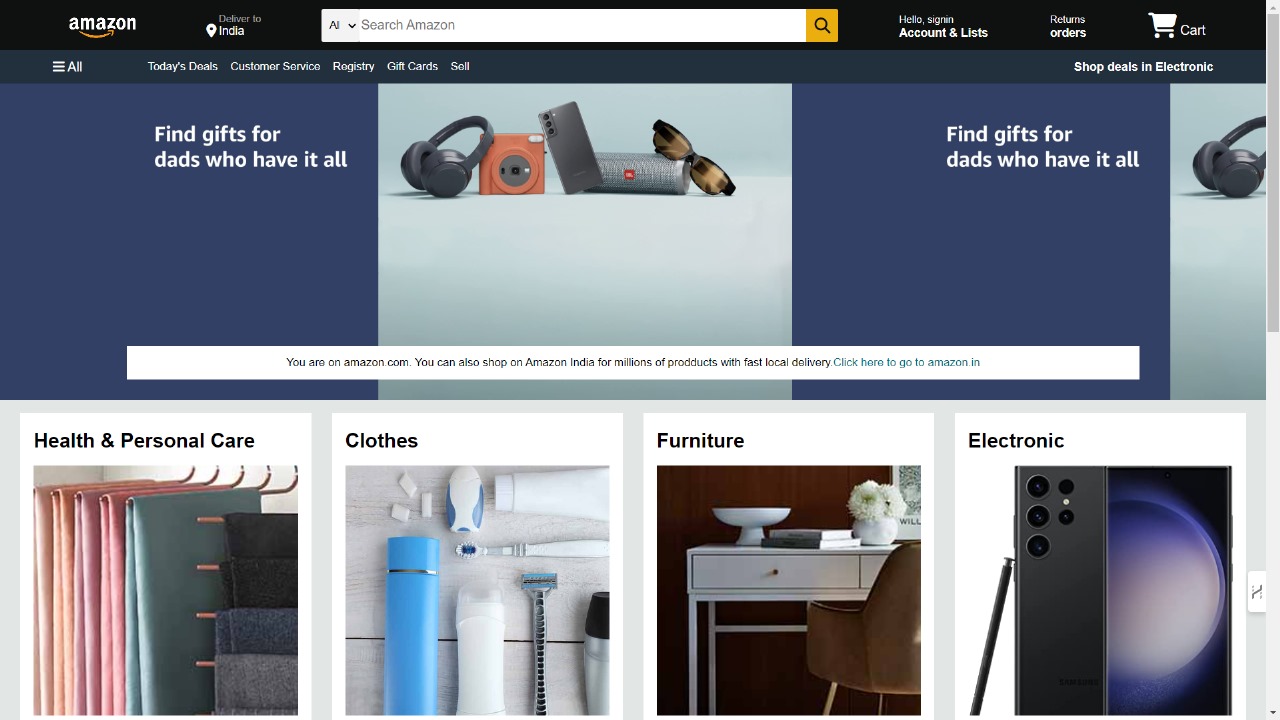 amazon
Deliver to
India
Al
Search Amazon
Hello, signin
Account & Lists
Returns
orders
Cart
All
Today's Deals
Customer Service
Registry
Gift Cards
Sell
Shop deals in Electronic
Find gifts for
dads who have it all
JBL
Find gifts for
dads who have it all
You are on amazon.com. You can also shop on Amazon India for millions of prodducts with fast local delivery.Click here to go to amazon.in
Health & Personal Care
Clothes
Furniture
Electronic
WILL
SAMSUNG